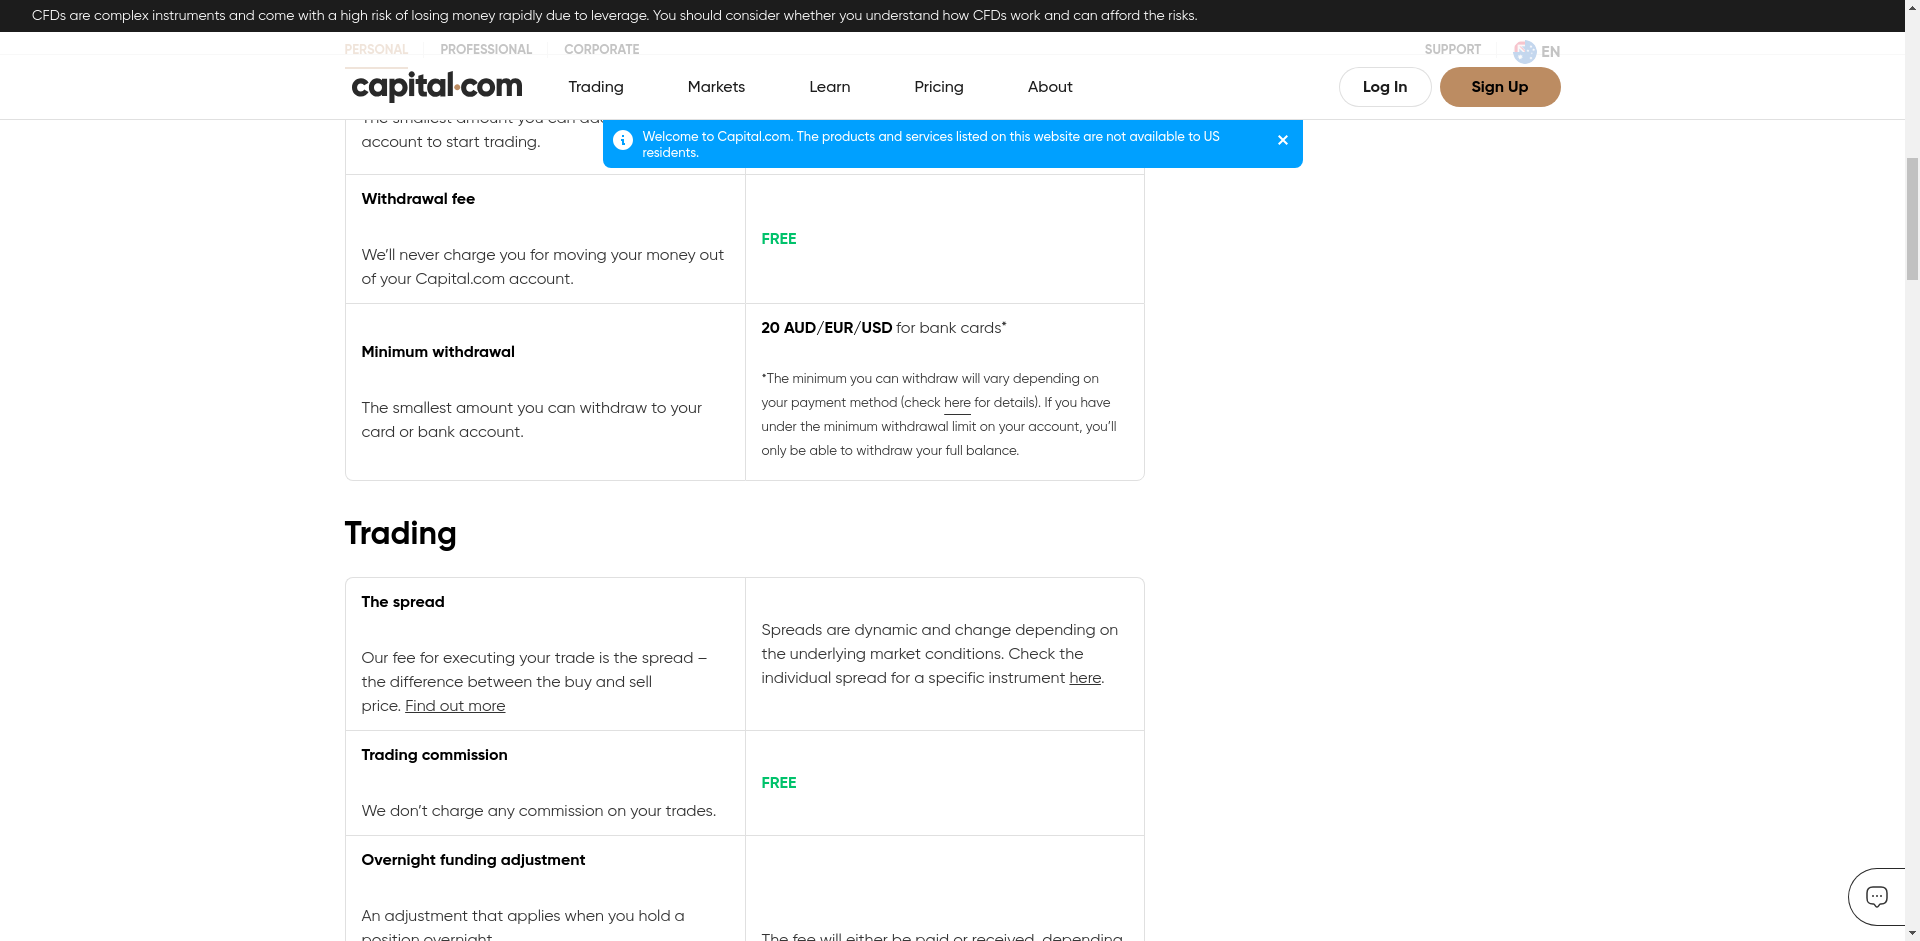 CFDs are complex instruments and come with a high risk of losing money rapidly due to leverage. You should consider whether you understand how CFDs work and can afford the risks.
PERSONAL
PROFESSIONAL
CORPORATE
SUPPORT
EN
capital.com
Trading
Markets
Learn
Pricing
About
Log In
Sign Up
Welcome to Capital.com. The products and services listed on this website are not available to US
residents.
The smallest amount you can
account to start trading.
Withdrawal fee
We’ll never charge you for moving your money out
of your Capital.com account.
FREE
Minimum withdrawal
The smallest amount you can withdraw to your
card or bank account.
20 AUD/EUR/USD for bank cards*
*The minimum you can withdraw will vary depending on
your payment method (check here for details). If you have
under the minimum withdrawal limit on your account, you’ll
only be able to withdraw your full balance.
Trading
The spread
Our fee for executing your trade is the spread –
the difference between the buy and sell
price. Find out more
Spreads are dynamic and change depending on
the underlying market conditions. Check the
individual spread for a specific instrument here.
Trading commission
We don’t charge any commission on your trades.
FREE
Overnight funding adjustment
An adjustment that applies when you hold a
position overnight.
The fee will either be paid or received, depending